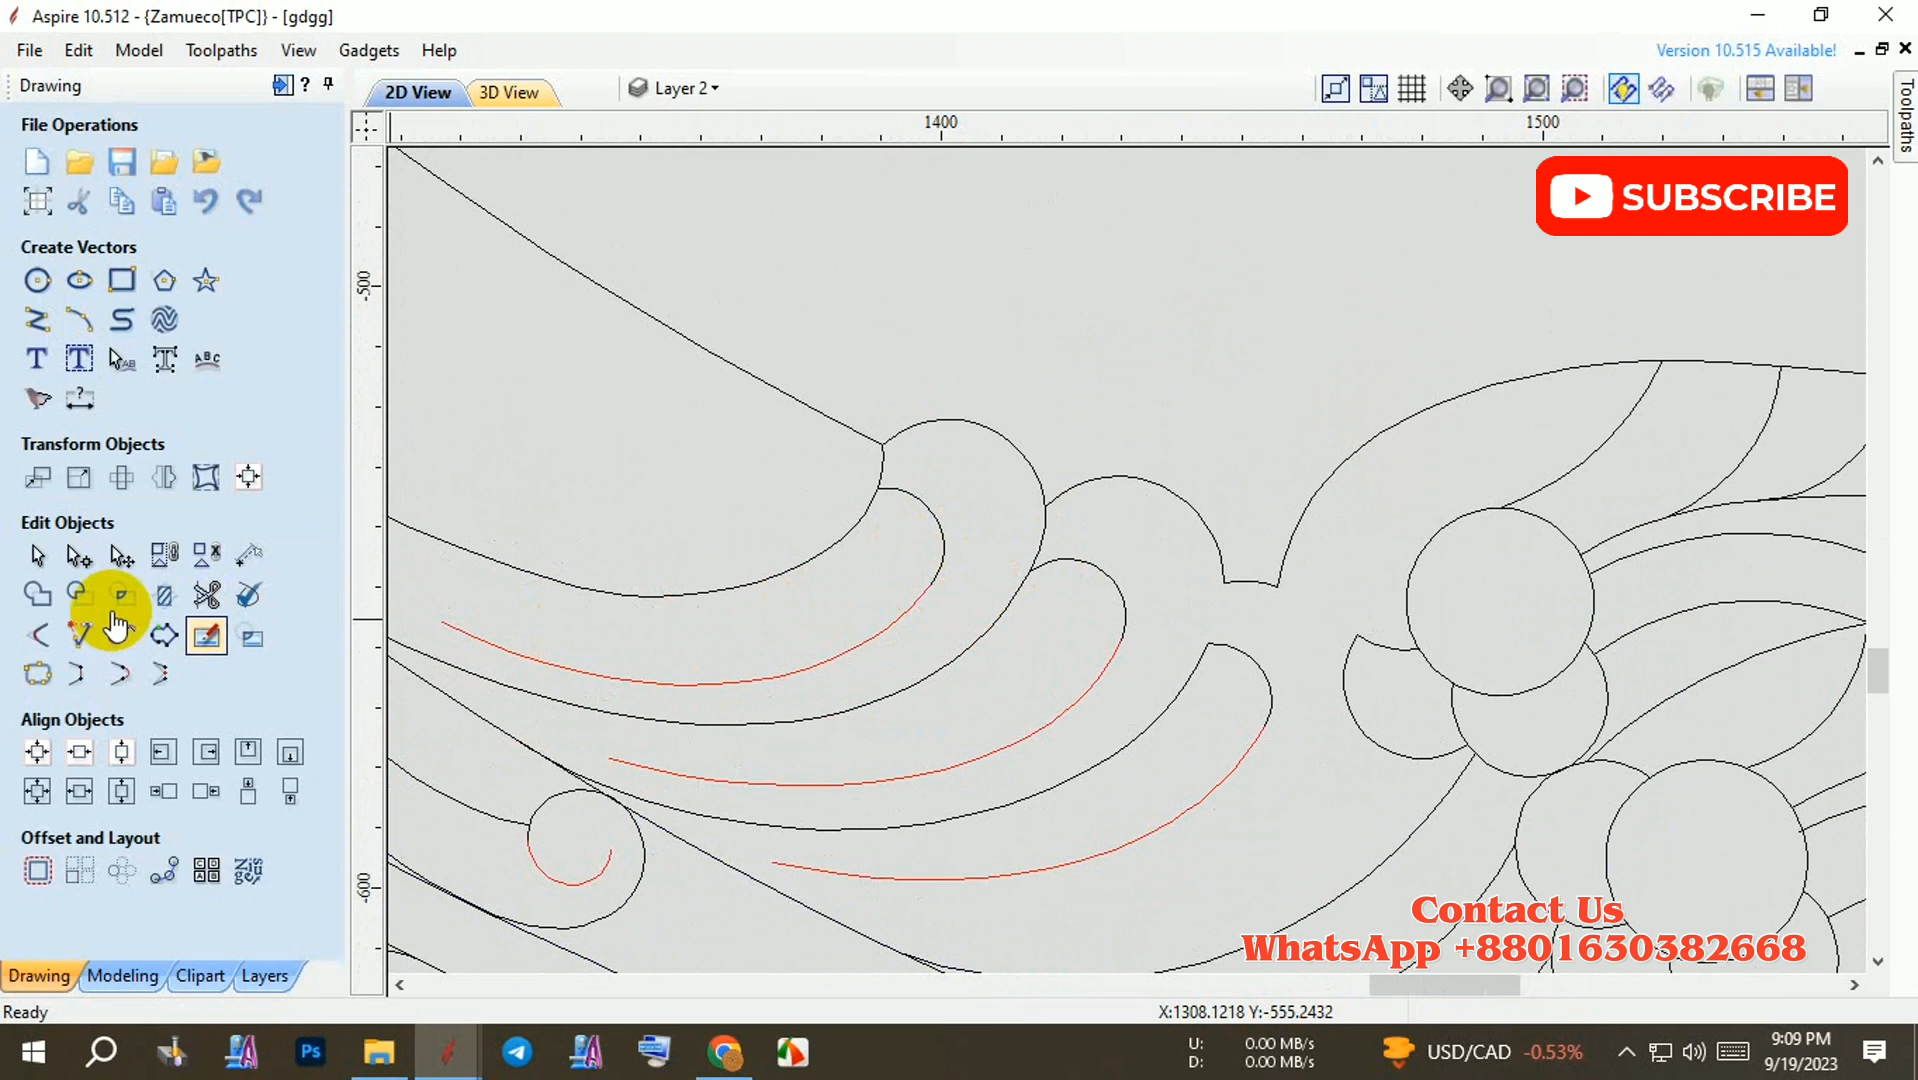 Aspire 10.512 - {Zamueco[TPC]} - [gdgg]
File Edit Model Toolpaths View Gadgets Help
Version 10.515 Available!
Drawing
2D View 3D View
Layer 2
Toolpaths
1400 1500
-500
-600
SUBSCRIBE
File Operations
Create Vectors
Transform Objects
Edit Objects
Align Objects
Offset and Layout
Drawing Modeling Clipart Layers
Contact Us
WhatsApp +8801630382668
Ready
X:1308.1218 Y:-555.2432
Ps
U: 0.00 MB/s
D: 0.00 MB/s
USD/CAD -0.53%
9:09 PM
9/19/2023